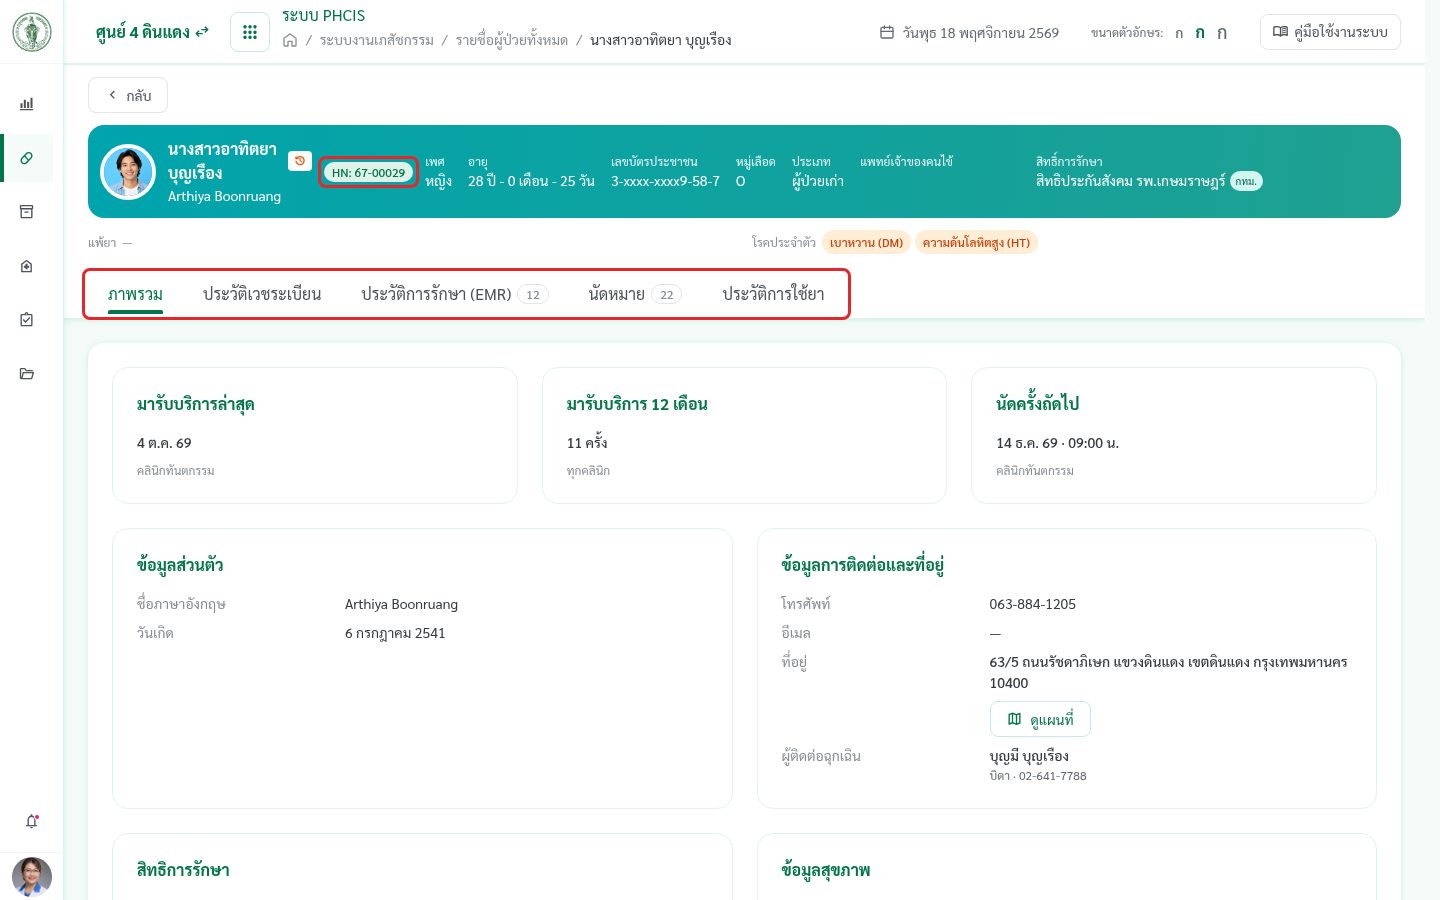 ศูนย์ 4 ดินแดง
ระบบ PHCIS
ระบบงานเภสัชกรรม / รายชื่อผู้ป่วยทั้งหมด / นางสาวอาทิตยา บุญเรือง
วันพุธ 18 พฤศจิกายน 2569
ขนาดตัวอักษร: ก ก ก
คู่มือใช้งานระบบ
กลับ
นางสาวอาทิตยา
บุญเรือง
Arthiya Boonruang
HN: 67-00029
เพศ
หญิง
อายุ
28 ปี - 0 เดือน - 25 วัน
เลขบัตรประชาชน
3-xxxx-xxxx9-58-7
หมู่เลือด
O
ประเภท
ผู้ป่วยเก่า
แพทย์เจ้าของคนไข้
สิทธิ์การรักษา
สิทธิประกันสังคม รพ.เกษมราษฎร์ กทม.
แพ้ยา —
โรคประจำตัว เบาหวาน (DM) ความดันโลหิตสูง (HT)
ภาพรวม ประวัติเวชระเบียน ประวัติการรักษา (EMR) 12 นัดหมาย 22 ประวัติการใช้ยา
มารับบริการล่าสุด
4 ต.ค. 69
คลินิกทันตกรรม
มารับบริการ 12 เดือน
11 ครั้ง
ทุกคลินิก
นัดครั้งถัดไป
14 ธ.ค. 69 · 09:00 น.
คลินิกทันตกรรม
ข้อมูลส่วนตัว
ชื่อภาษาอังกฤษ Arthiya Boonruang
วันเกิด 6 กรกฎาคม 2541
ข้อมูลการติดต่อและที่อยู่
โทรศัพท์ 063-884-1205
อีเมล —
ที่อยู่ 63/5 ถนนรัชดาภิเษก แขวงดินแดง เขตดินแดง กรุงเทพมหานคร
10400
ดูแผนที่
ผู้ติดต่อฉุกเฉิน บุญมี บุญเรือง
บิดา · 02-641-7788
สิทธิการรักษา
ข้อมูลสุขภาพ